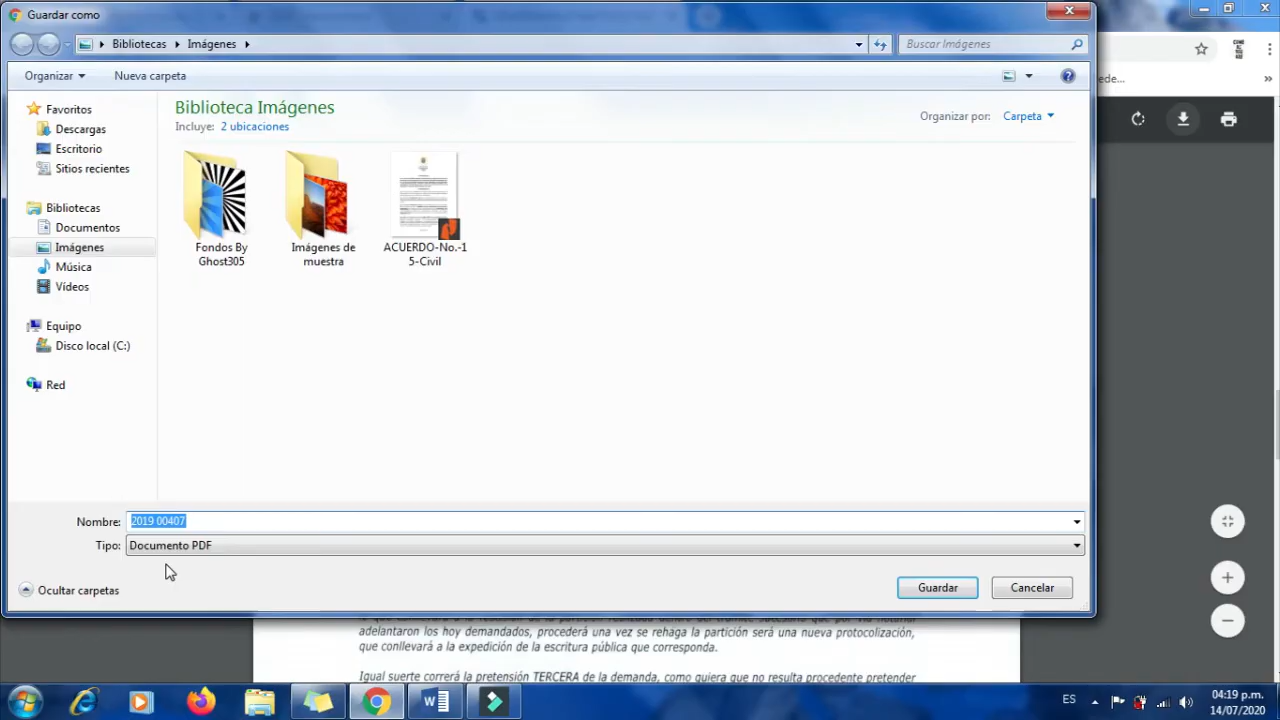 Guardar como
Bibliotecas
Imágenes
Buscar Imágenes
Organizar
Nueva carpeta
Favoritos
Descargas
Escritorio
Sitios recientes
Bibliotecas
Documentos
Imágenes
Música
Vídeos
Equipo
Disco local (C:)
Red
Biblioteca Imágenes
Incluye: 2 ubicaciones
Organizar por: Carpeta
Fondos By
Ghost305
Imágenes de
muestra
ACUERDO-No.-1
5-Civil
ede...
Nombre: 2019 00407
Tipo: Documento PDF
Ocultar carpetas
Guardar
Cancelar
adelantaron los hoy demandados, procederá una vez se rehaga la partición será una nueva protocolización,
que conllevará a la expedición de la escritura pública que corresponda.
Igual suerte correrá la pretensión TERCERA de la demanda, como quiera que no resulta procedente pretender
ES
04:19 p.m.
14/07/2020